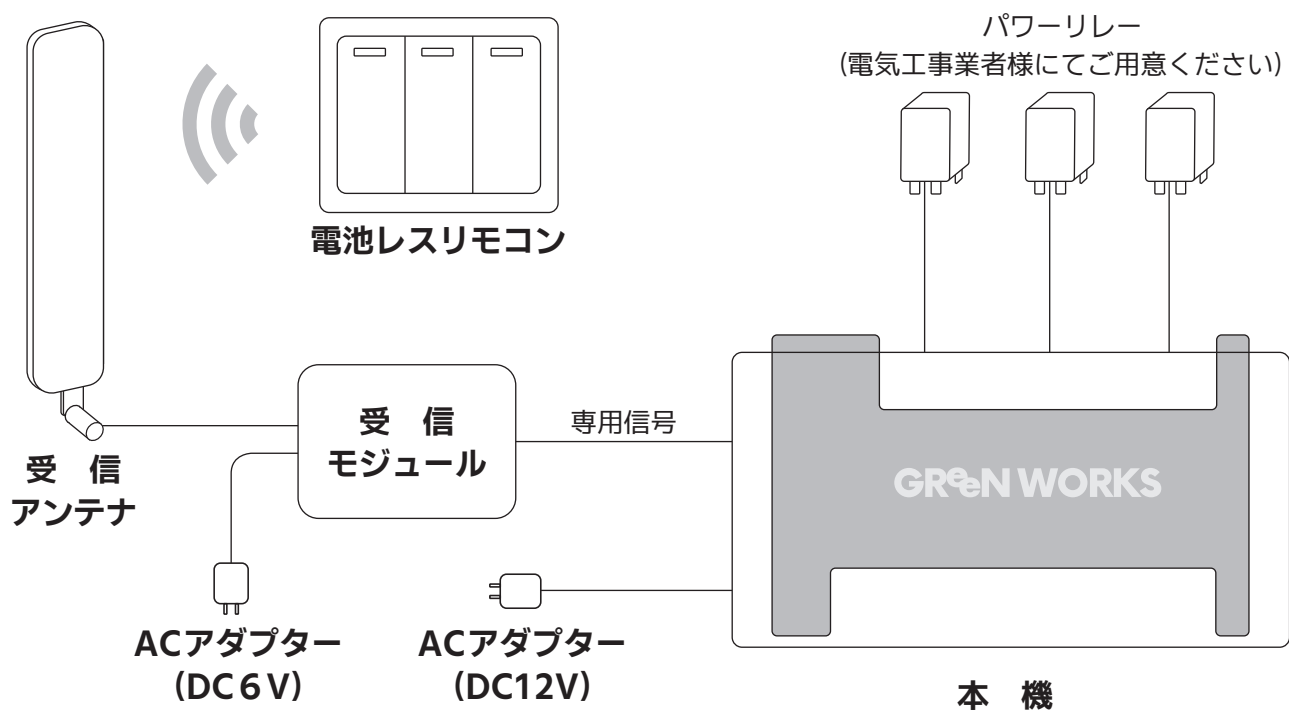 パワーリレー
(電気工事業者様にてご用意ください)
電池レスリモコン
受 信
アンテナ
受 信
モジュール
専用信号
GReeN WORKS
ACアダプター
(DC6V)
ACアダプター
(DC12V)
本 機